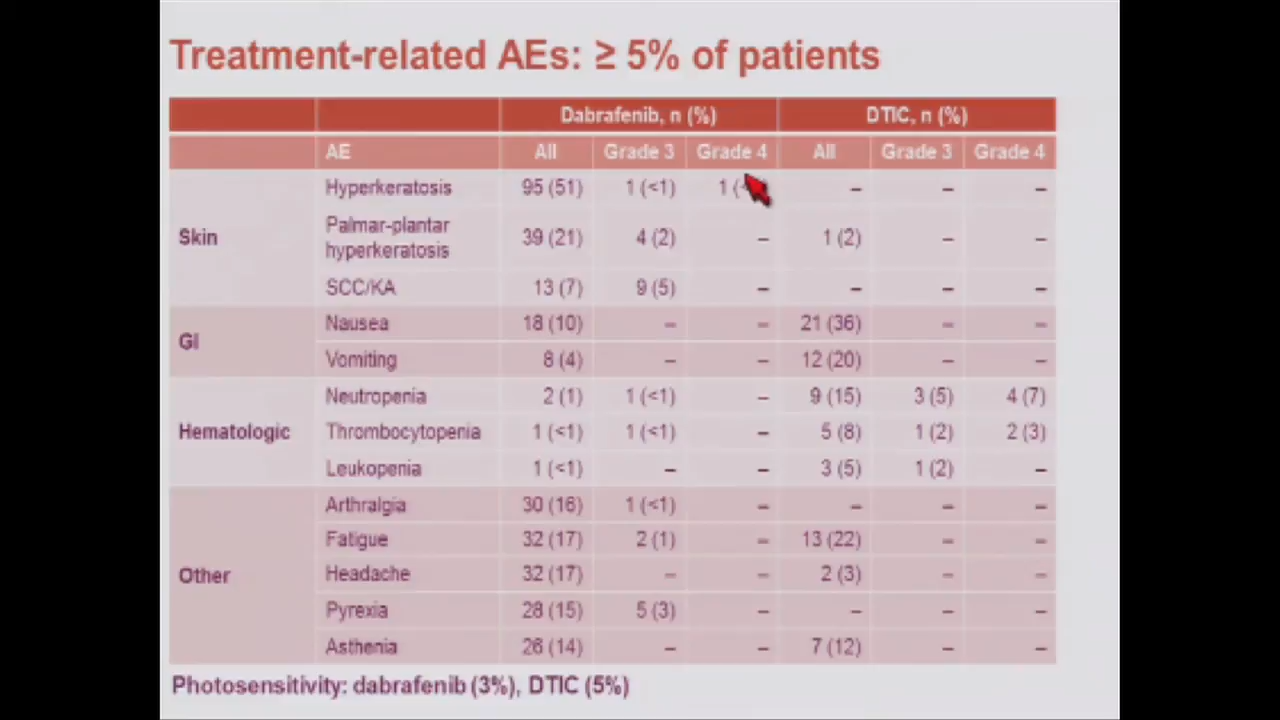 Treatment-related AEs: ≥ 5% of patients
Dabrafenib, n (%) DTIC, n (%)
AE All Grade 3 Grade 4 All Grade 3 Grade 4
Skin
Hyperkeratosis 95 (51) 1 (<1) 1 – – –
Palmar-plantar
hyperkeratosis 39 (21) 4 (2) – 1 (2) – –
SCC/KA 13 (7) 9 (5) – – – –
GI
Nausea 18 (10) – – 21 (36) – –
Vomiting 8 (4) – – 12 (20) – –
Hematologic
Neutropenia 2 (1) 1 (<1) – 9 (15) 3 (5) 4 (7)
Thrombocytopenia 1 (<1) 1 (<1) – 5 (8) 1 (2) 2 (3)
Leukopenia 1 (<1) – – 3 (5) 1 (2) –
Other
Arthralgia 30 (16) 1 (<1) – – – –
Fatigue 32 (17) 2 (1) – 13 (22) – –
Headache 32 (17) – – 2 (3) – –
Pyrexia 28 (15) 5 (3) – – – –
Asthenia 26 (14) – – 7 (12) – –
Photosensitivity: dabrafenib (3%), DTIC (5%)